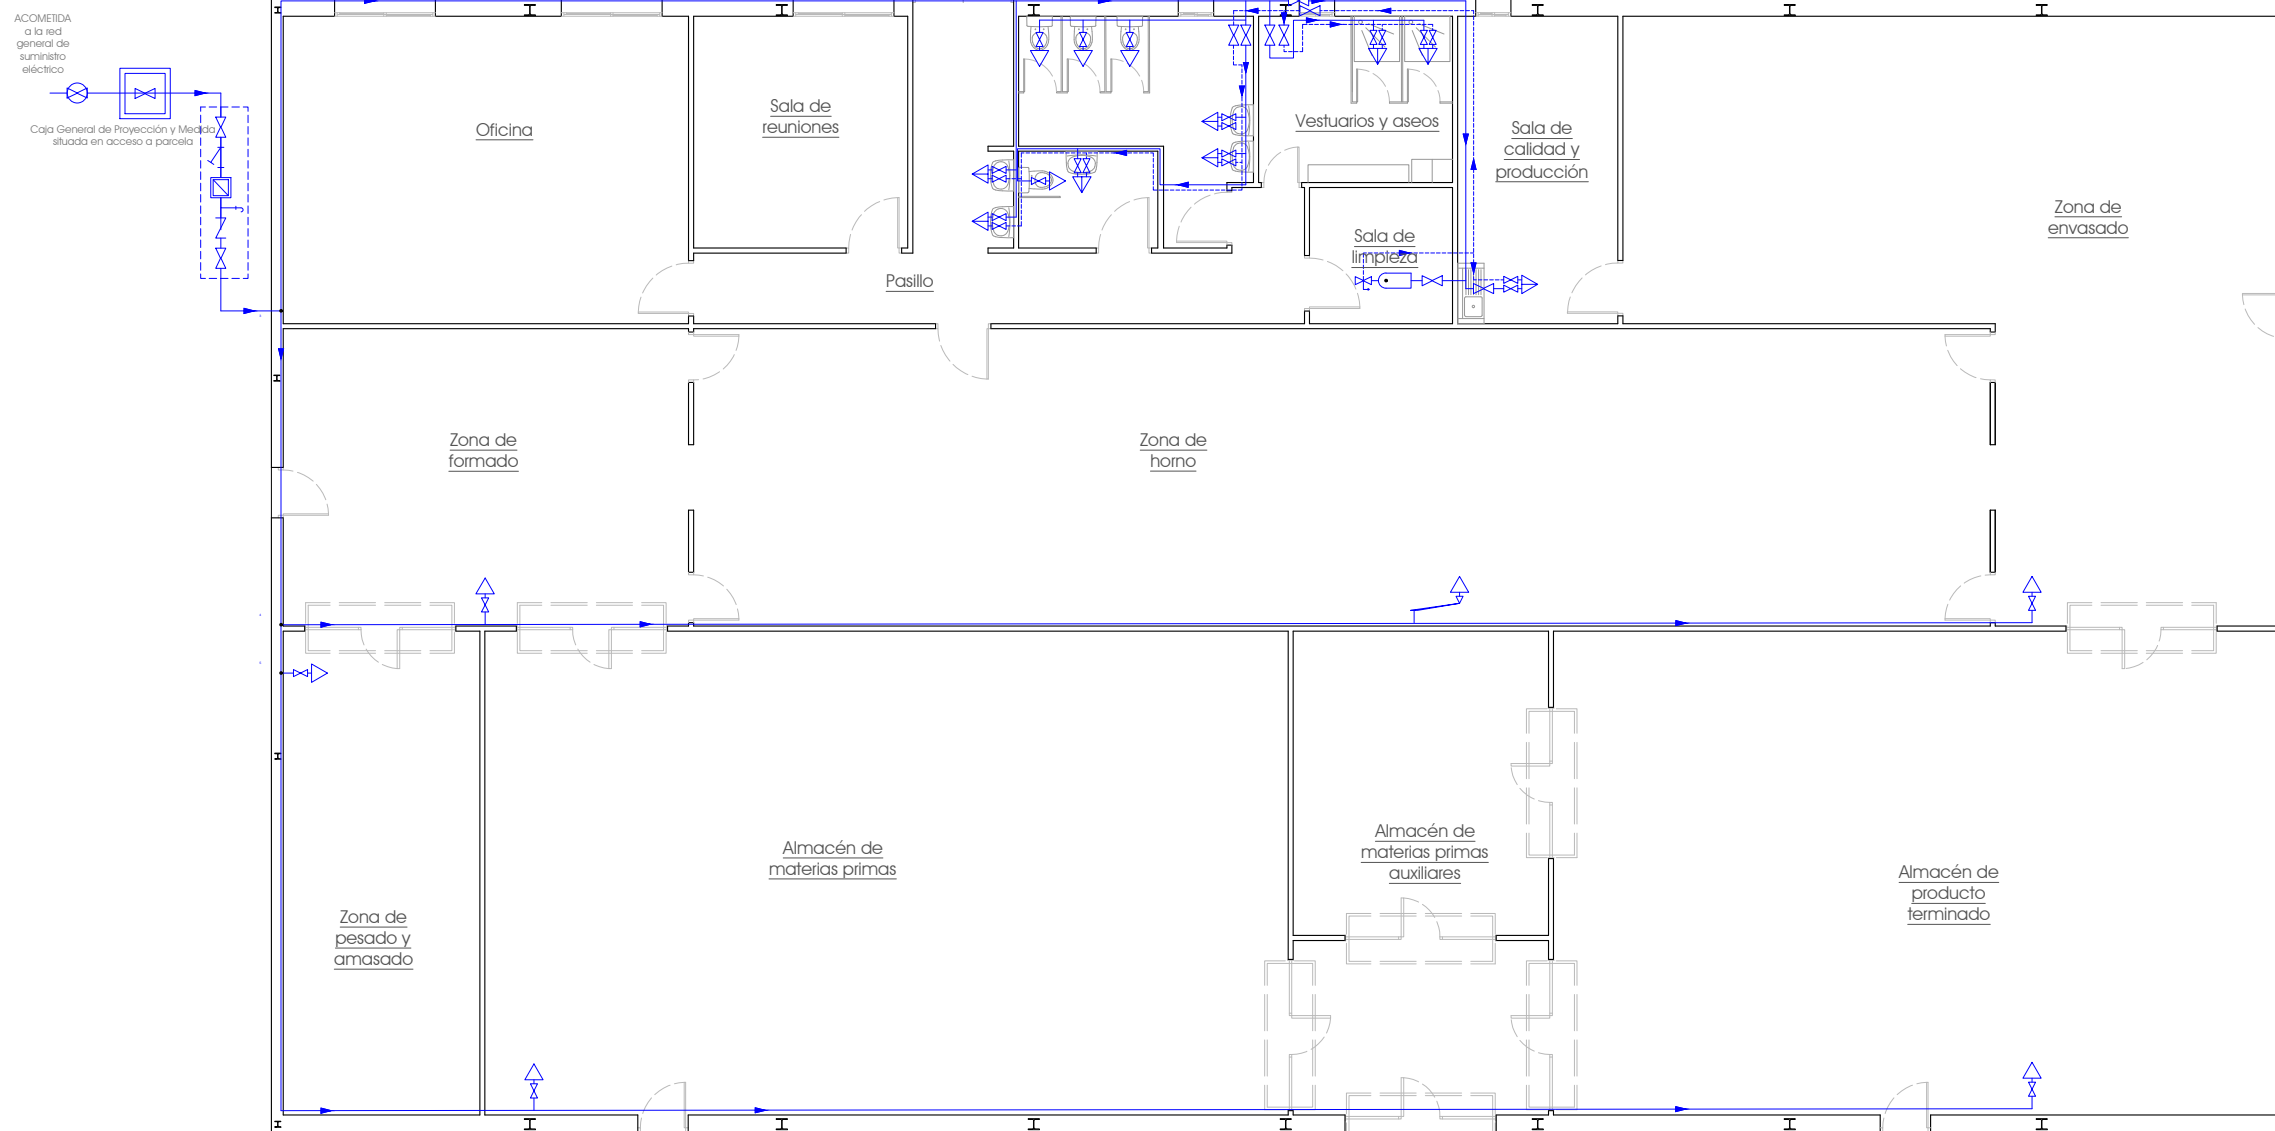 ACOMETIDA
a la red
general de
suministro
eléctrico
Caja General de Proyección y Medida
situada en acceso a parcela
Oficina
Sala de
reuniones
Vestuarios y aseos
Sala de
calidad y
producción
Zona de
envasado
Sala de
limpieza
Pasillo
Zona de
formado
Zona de
horno
Almacén de
materias primas
Almacén de
materias primas
auxiliares
Almacén de
producto
terminado
Zona de
pesado y
amasado